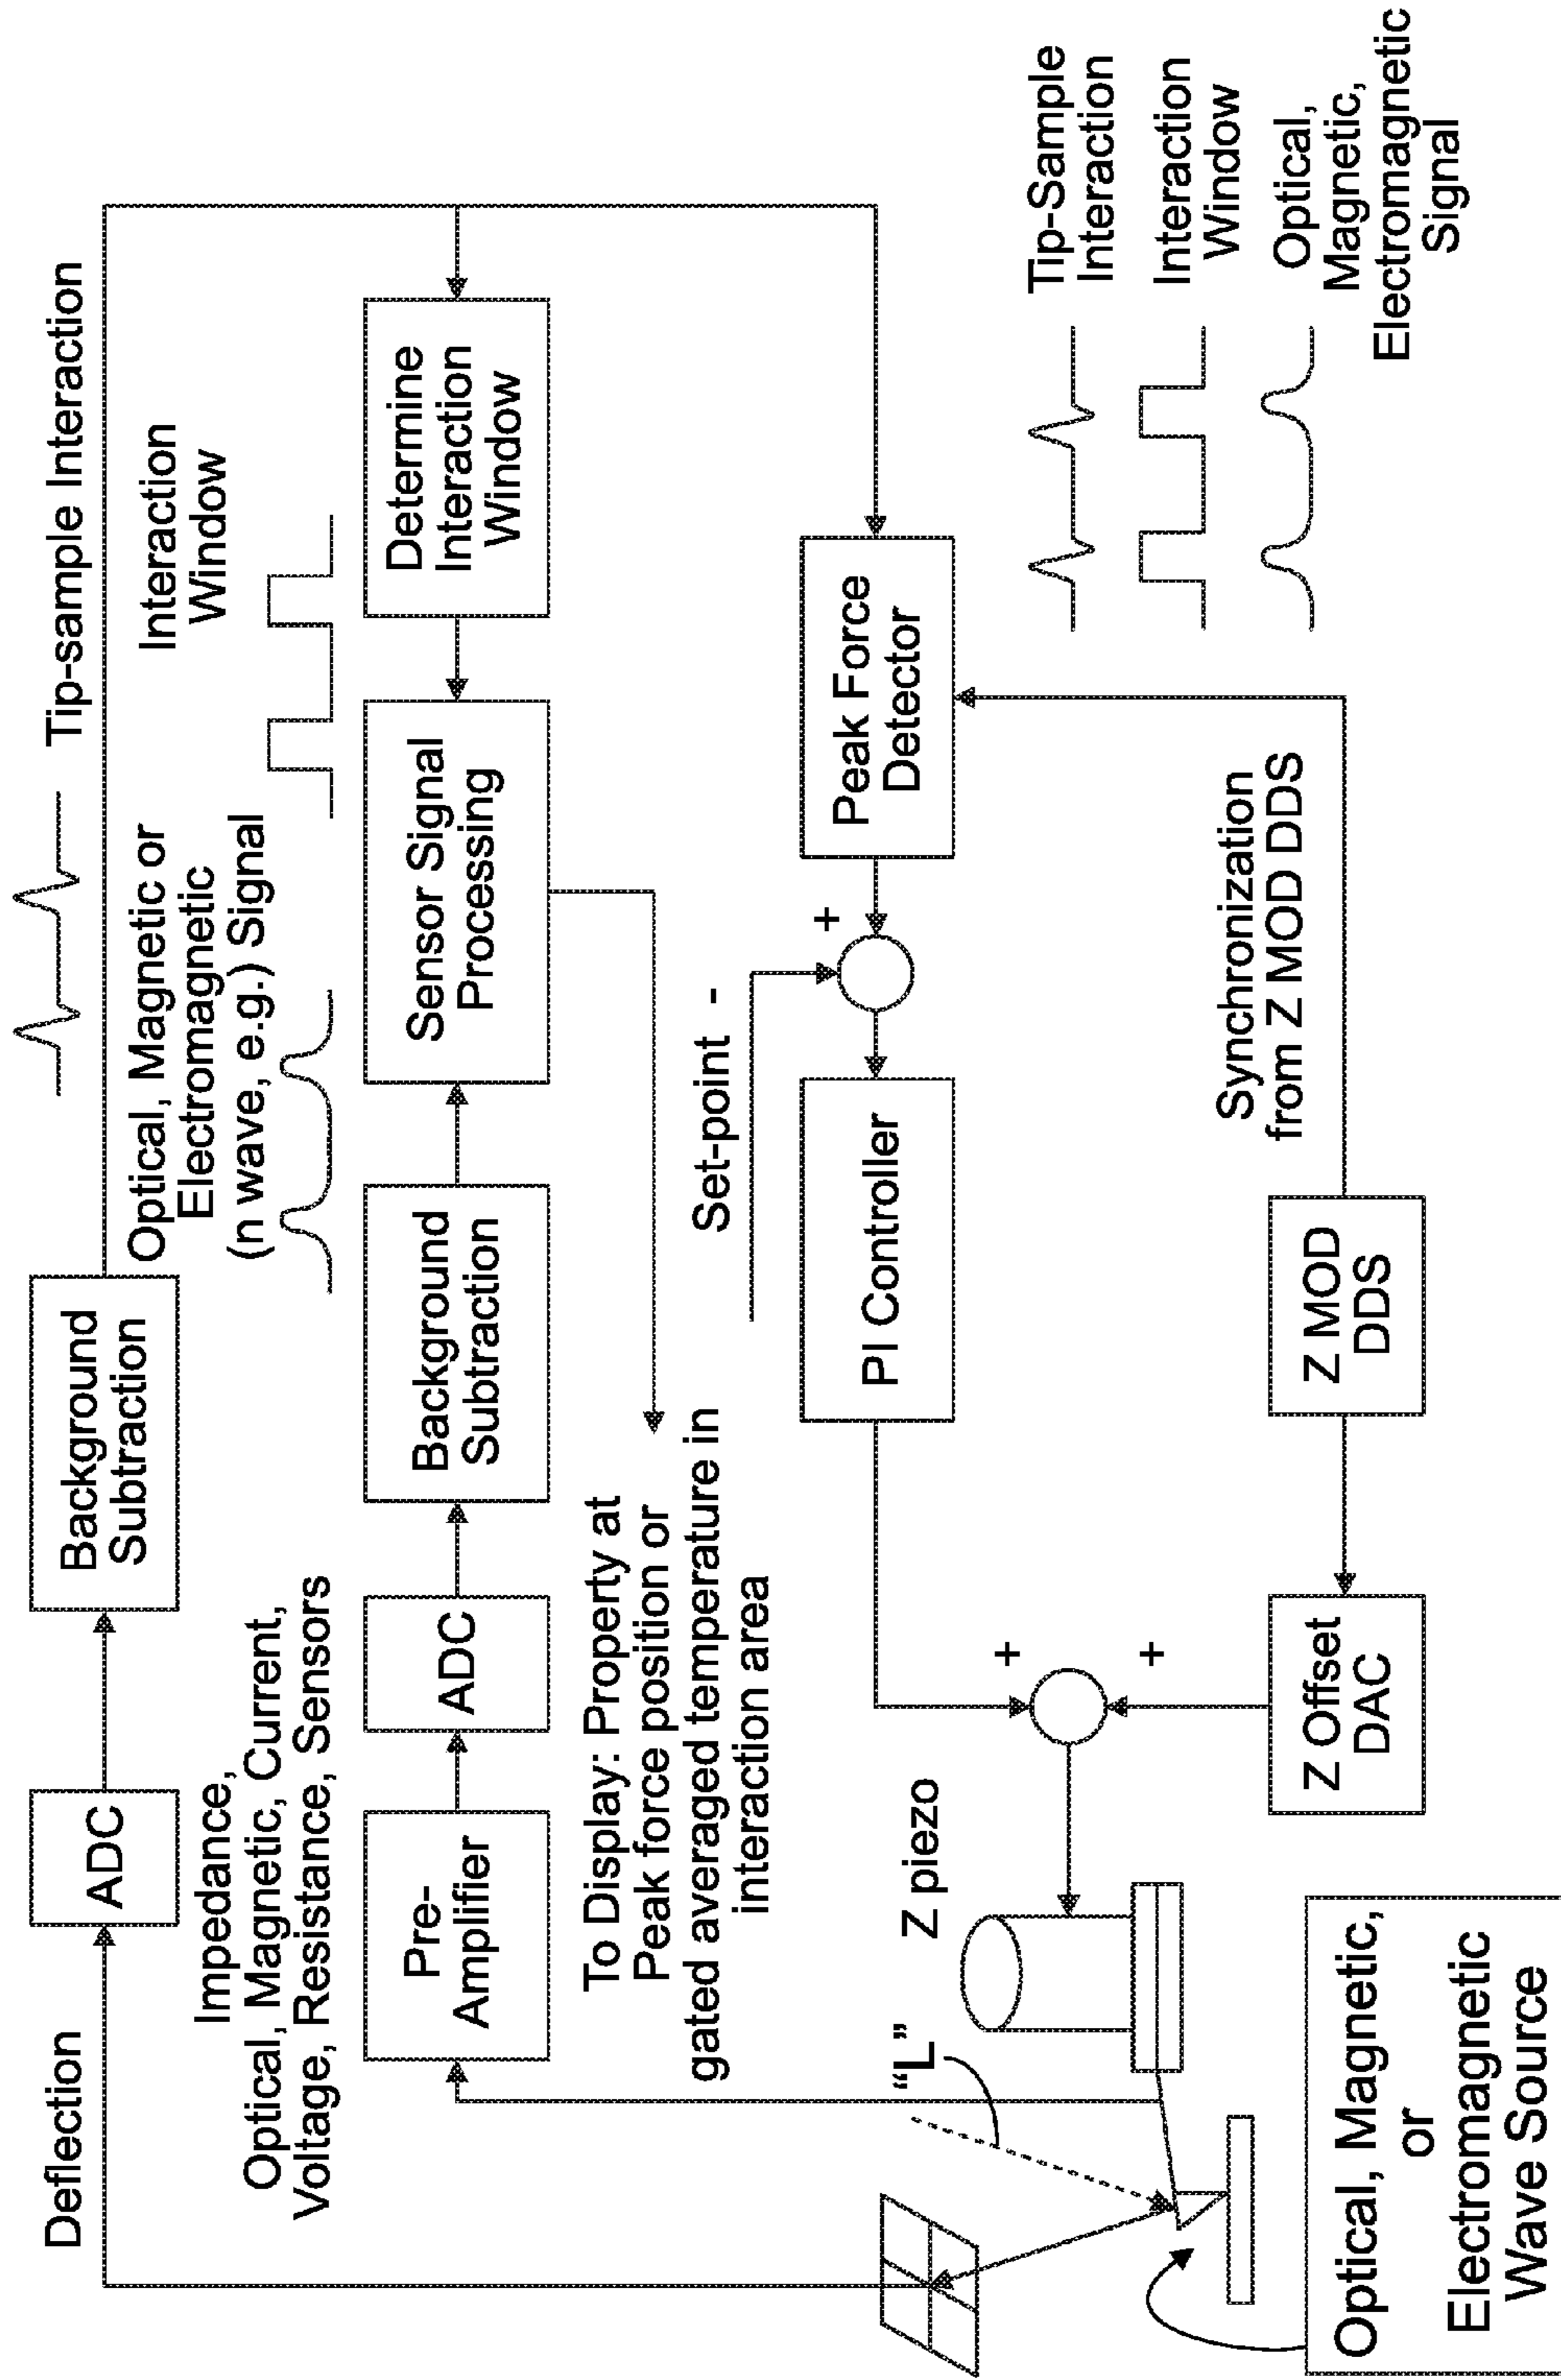 Deflection
ADC
Background
Subtraction
Tip-sample Interaction
Impedance,
Optical, Magnetic, Current,
Voltage, Resistance, Sensors
Optical, Magnetic or
Electromagnetic
(n wave, e.g.) Signal
Interaction
Window
Pre-
Amplifier
ADC
Background
Subtraction
Sensor Signal
Processing
Determine
Interaction
Window
To Display: Property at
Peak force position or
gated averaged temperature in
interaction area
Set-point -
+
"L"
Z piezo
PI Controller
Peak Force
Detector
+
+
Tip-Sample
Interaction
Interaction
Window
Optical,
Magnetic,
Electromagnetic
Signal
Synchronization
from Z MOD DDS
Z Offset
DAC
Z MOD
DDS
Optical, Magnetic,
or
Electromagnetic
Wave Source